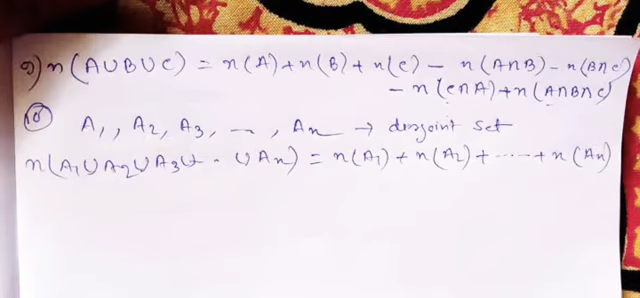 9) n(A∪B∪C) = n(A)+n(B)+n(C) - n(A∩B) - n(B∩C)
- n(C∩A)+n(A∩B∩C)
10 A₁, A₂, A₃, ---, Aₙ → disjoint set
n(A₁∪A₂∪A₃∪ - - ∪Aₙ) = n(A₁)+n(A₂)+-----+n(Aₙ)